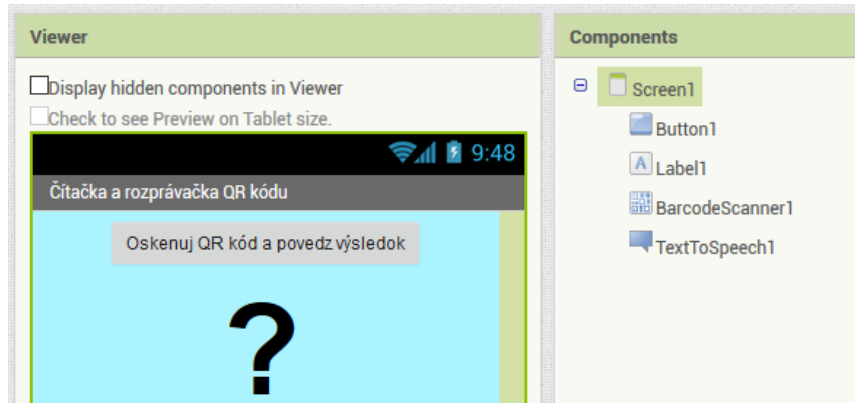 Viewer
Display hidden components in Viewer
Check to see Preview on Tablet size.
9:48
Čítačka a rozprávačka QR kódu
Oskenuj QR kód a povedz výsledok
?
Components
Screen1
Button1
A Label1
BarcodeScanner1
TextToSpeech1